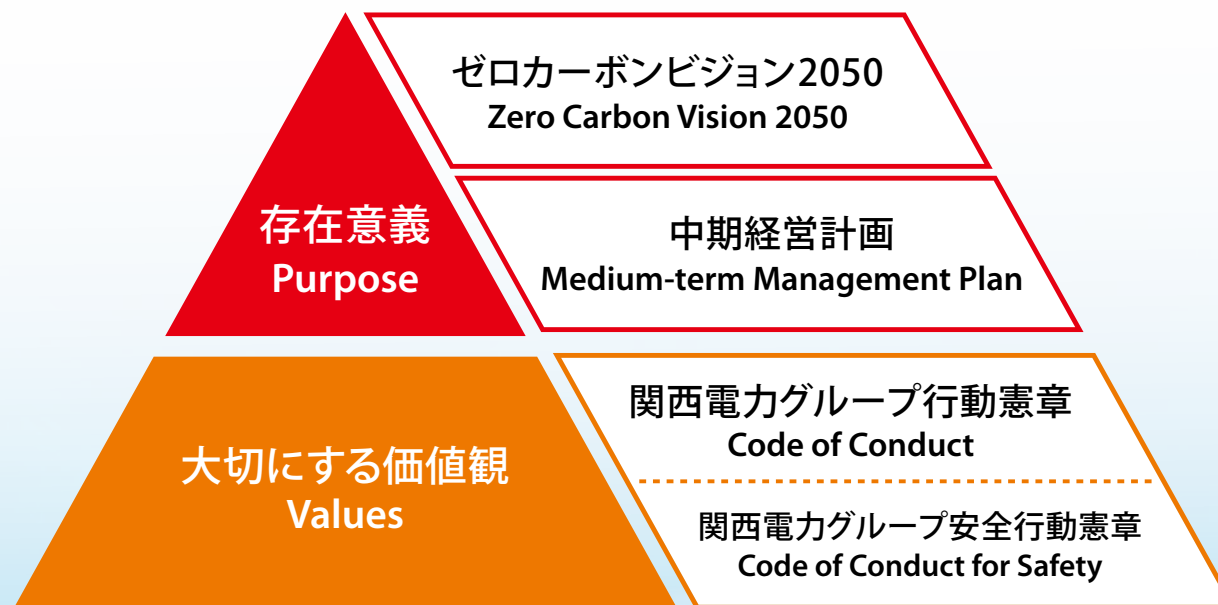 存在意義
Purpose
ゼロカーボンビジョン2050
Zero Carbon Vision 2050
中期経営計画
Medium-term Management Plan
大切にする価値観
Values
関西電力グループ行動憲章
Code of Conduct
関西電力グループ安全行動憲章
Code of Conduct for Safety